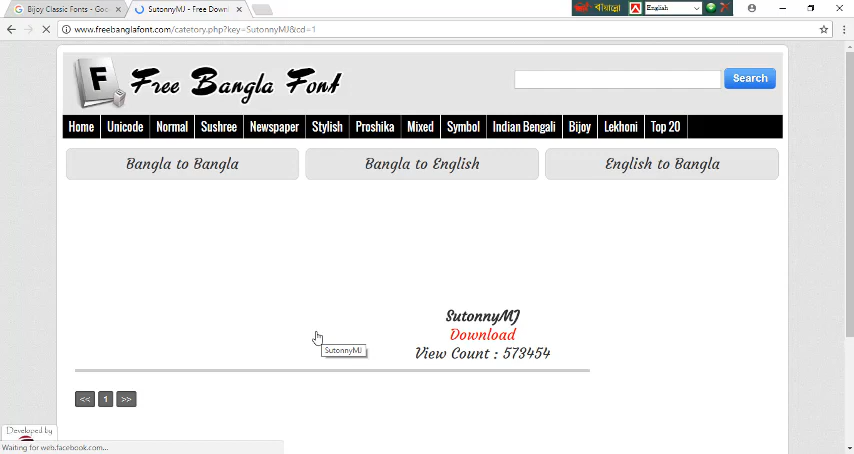 Bijoy Classic Fonts - Goo
SutonnyMJ - Free Down
বায়ান্নো
English
www.freebanglafont.com/catetory.php?key=SutonnyMJ&cd=1
F
Free Bangla Font
Search
Home
Unicode
Normal
Sushree
Newspaper
Stylish
Proshika
Mixed
Symbol
Indian Bengali
Bijoy
Lekhoni
Top 20
Bangla to Bangla
Bangla to English
English to Bangla
SutonnyMJ
Download
View Count : 573454
SutonnyMJ
<<
1
>>
Developed by
Waiting for web.facebook.com...